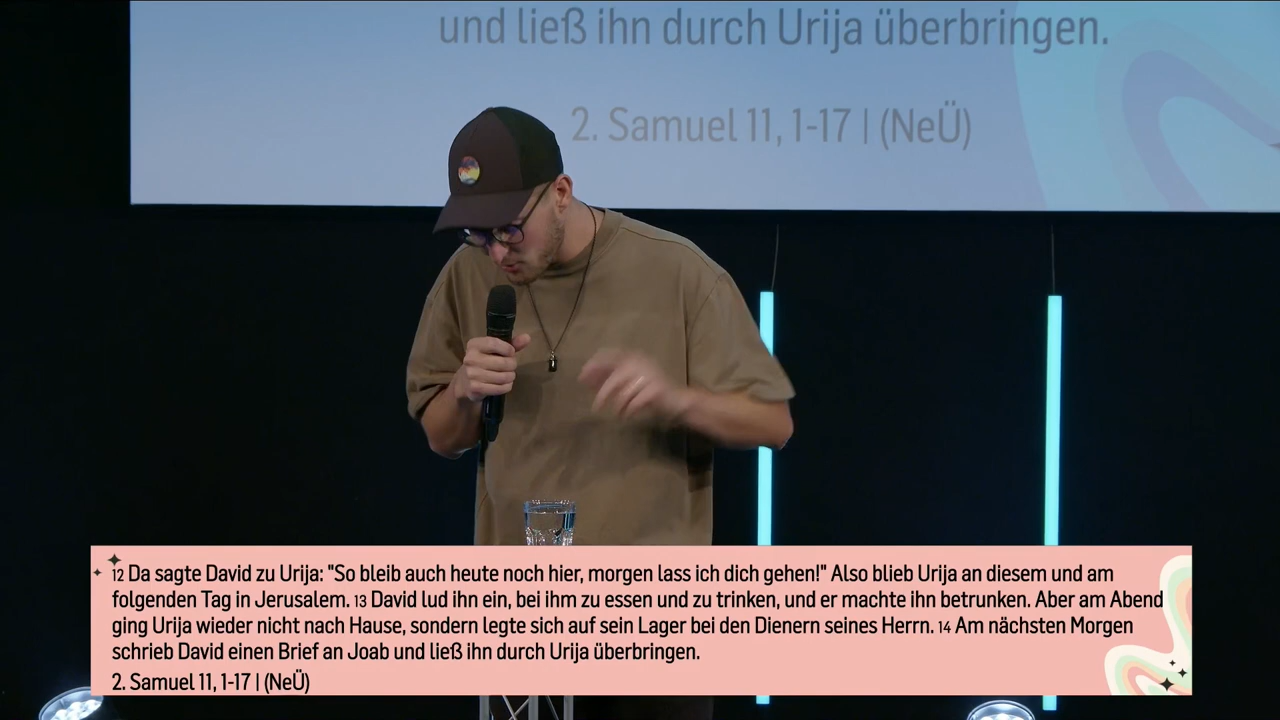 und ließ ihn durch Urija überbringen.
2. Samuel 11, 1-17 | (NeÜ)
12 Da sagte David zu Urija: "So bleib auch heute noch hier, morgen lass ich dich gehen!" Also blieb Urija an diesem und am
folgenden Tag in Jerusalem. 13 David lud ihn ein, bei ihm zu essen und zu trinken, und er machte ihn betrunken. Aber am Abend
ging Urija wieder nicht nach Hause, sondern legte sich auf sein Lager bei den Dienern seines Herrn. 14 Am nächsten Morgen
schrieb David einen Brief an Joab und ließ ihn durch Urija überbringen.
2. Samuel 11, 1-17 | (NeÜ)